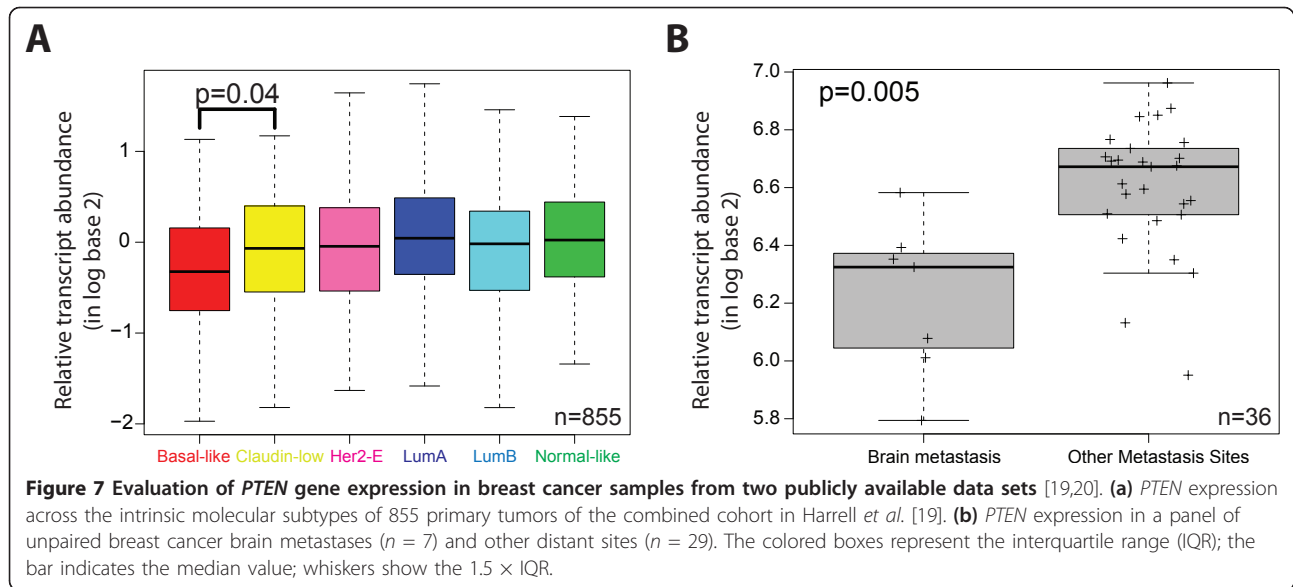 A
Relative transcript abundance
(in log base 2)
1
0
−1
−2
p=0.04
n=855
Basal-like Claudin-low Her2-E LumA LumB Normal-like
B
Relative transcript abundance
(in log base 2)
7.0
6.8
6.6
6.4
6.2
6.0
5.8
p=0.005
n=36
Brain metastasis Other Metastasis Sites
Figure 7 Evaluation of PTEN gene expression in breast cancer samples from two publicly available data sets [19,20]. (a) PTEN expression
across the intrinsic molecular subtypes of 855 primary tumors of the combined cohort in Harrell et al. [19]. (b) PTEN expression in a panel of
unpaired breast cancer brain metastases (n = 7) and other distant sites (n = 29). The colored boxes represent the interquartile range (IQR); the
bar indicates the median value; whiskers show the 1.5 × IQR.